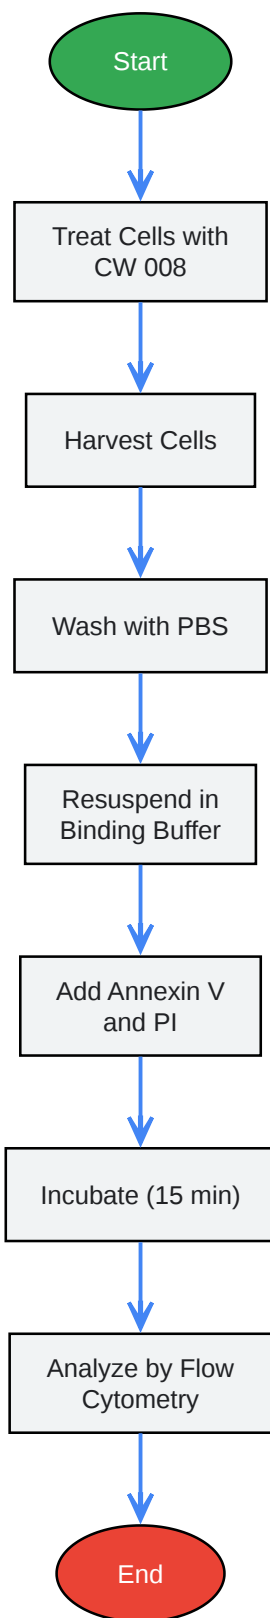 Start
Treat Cells with
CW 008
Harvest Cells
Wash with PBS
Resuspend in
Binding Buffer
Add Annexin V
and PI
Incubate (15 min)
Analyze by Flow
Cytometry
End